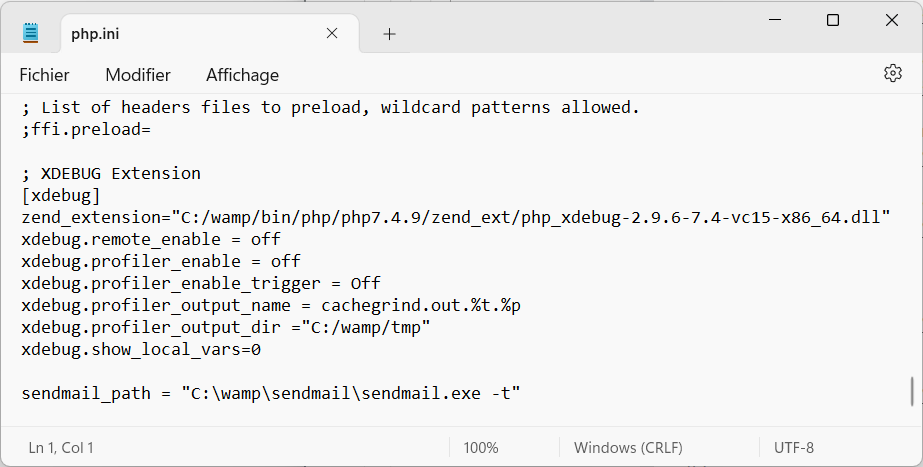 php.ini
Fichier Modifier Affichage
; List of headers files to preload, wildcard patterns allowed.
;ffi.preload=
; XDEBUG Extension
[xdebug]
zend_extension="C:/wamp/bin/php/php7.4.9/zend_ext/php_xdebug-2.9.6-7.4-vc15-x86_64.dll"
xdebug.remote_enable = off
xdebug.profiler_enable = off
xdebug.profiler_enable_trigger = Off
xdebug.profiler_output_name = cachegrind.out.%t.%p
xdebug.profiler_output_dir ="C:/wamp/tmp"
xdebug.show_local_vars=0
sendmail_path = "C:\wamp\sendmail\sendmail.exe -t"
Ln 1, Col 1 100% Windows (CRLF) UTF-8